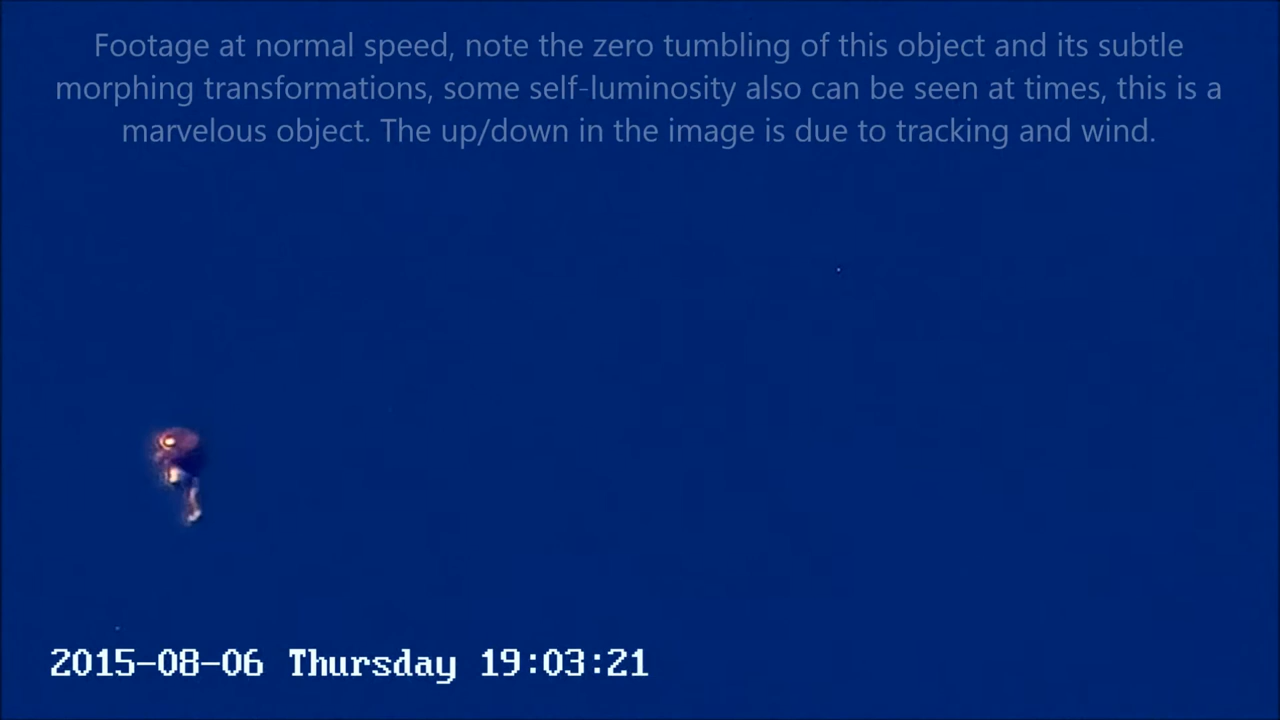 Footage at normal speed, note the zero tumbling of this object and its subtle
morphing transformations, some self-luminosity also can be seen at times, this is a
marvelous object. The up/down in the image is due to tracking and wind.
2015-08-06 Thursday 19:03:21